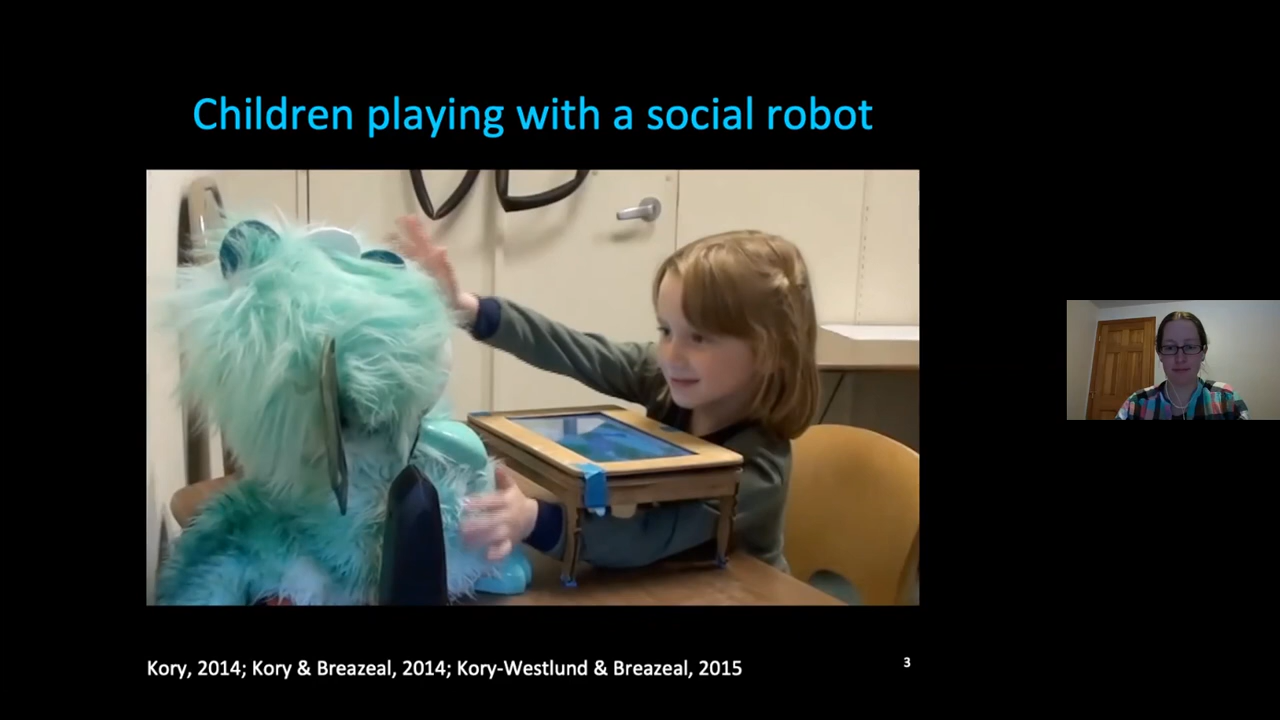 Children playing with a social robot
Kory, 2014; Kory & Breazeal, 2014; Kory-Westlund & Breazeal, 2015
3